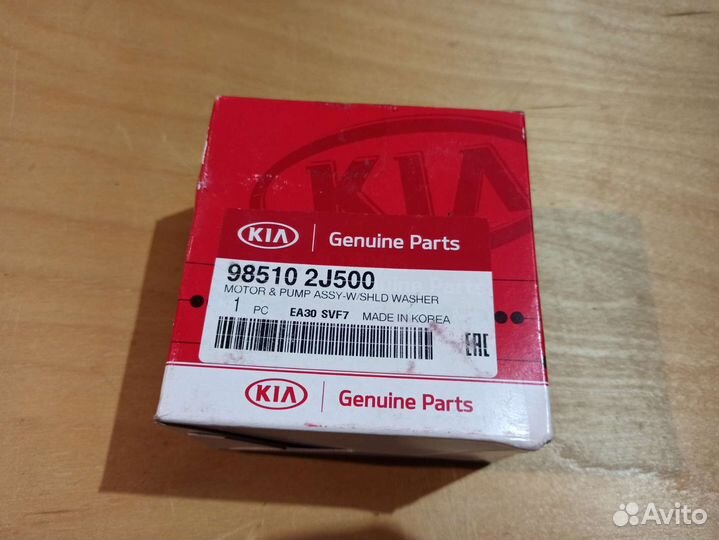 KIA
KIA Genuine Parts
98510 2J500
MOTOR & PUMP ASSY-W/SHLD WASHER
1 PC EA30 SVF7 MADE IN KOREA
EAC
KIA Genuine Parts
Avito